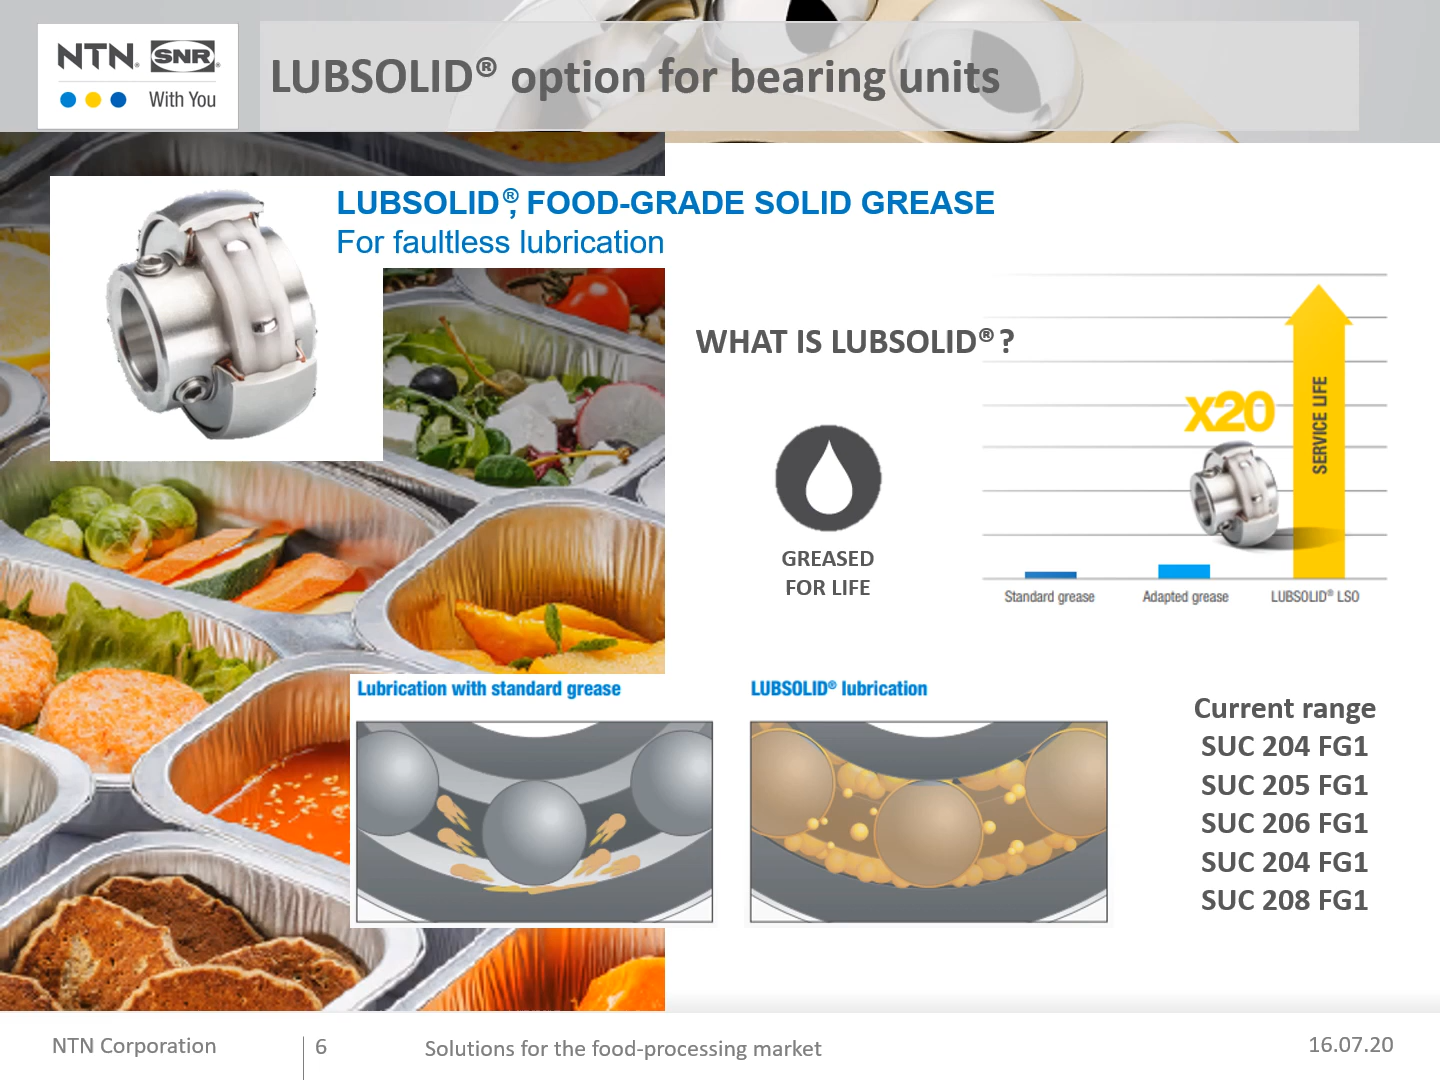 NTN® SNR®
With You
LUBSOLID® option for bearing units
LUBSOLID®, FOOD-GRADE SOLID GREASE
For faultless lubrication
WHAT IS LUBSOLID®?
GREASED
FOR LIFE
X20
SERVICE LIFE
Standard grease
Adapted grease
LUBSOLID® LSO
Lubrication with standard grease
LUBSOLID® lubrication
Current range
SUC 204 FG1
SUC 205 FG1
SUC 206 FG1
SUC 204 FG1
SUC 208 FG1
NTN Corporation
6
Solutions for the food-processing market
16.07.20